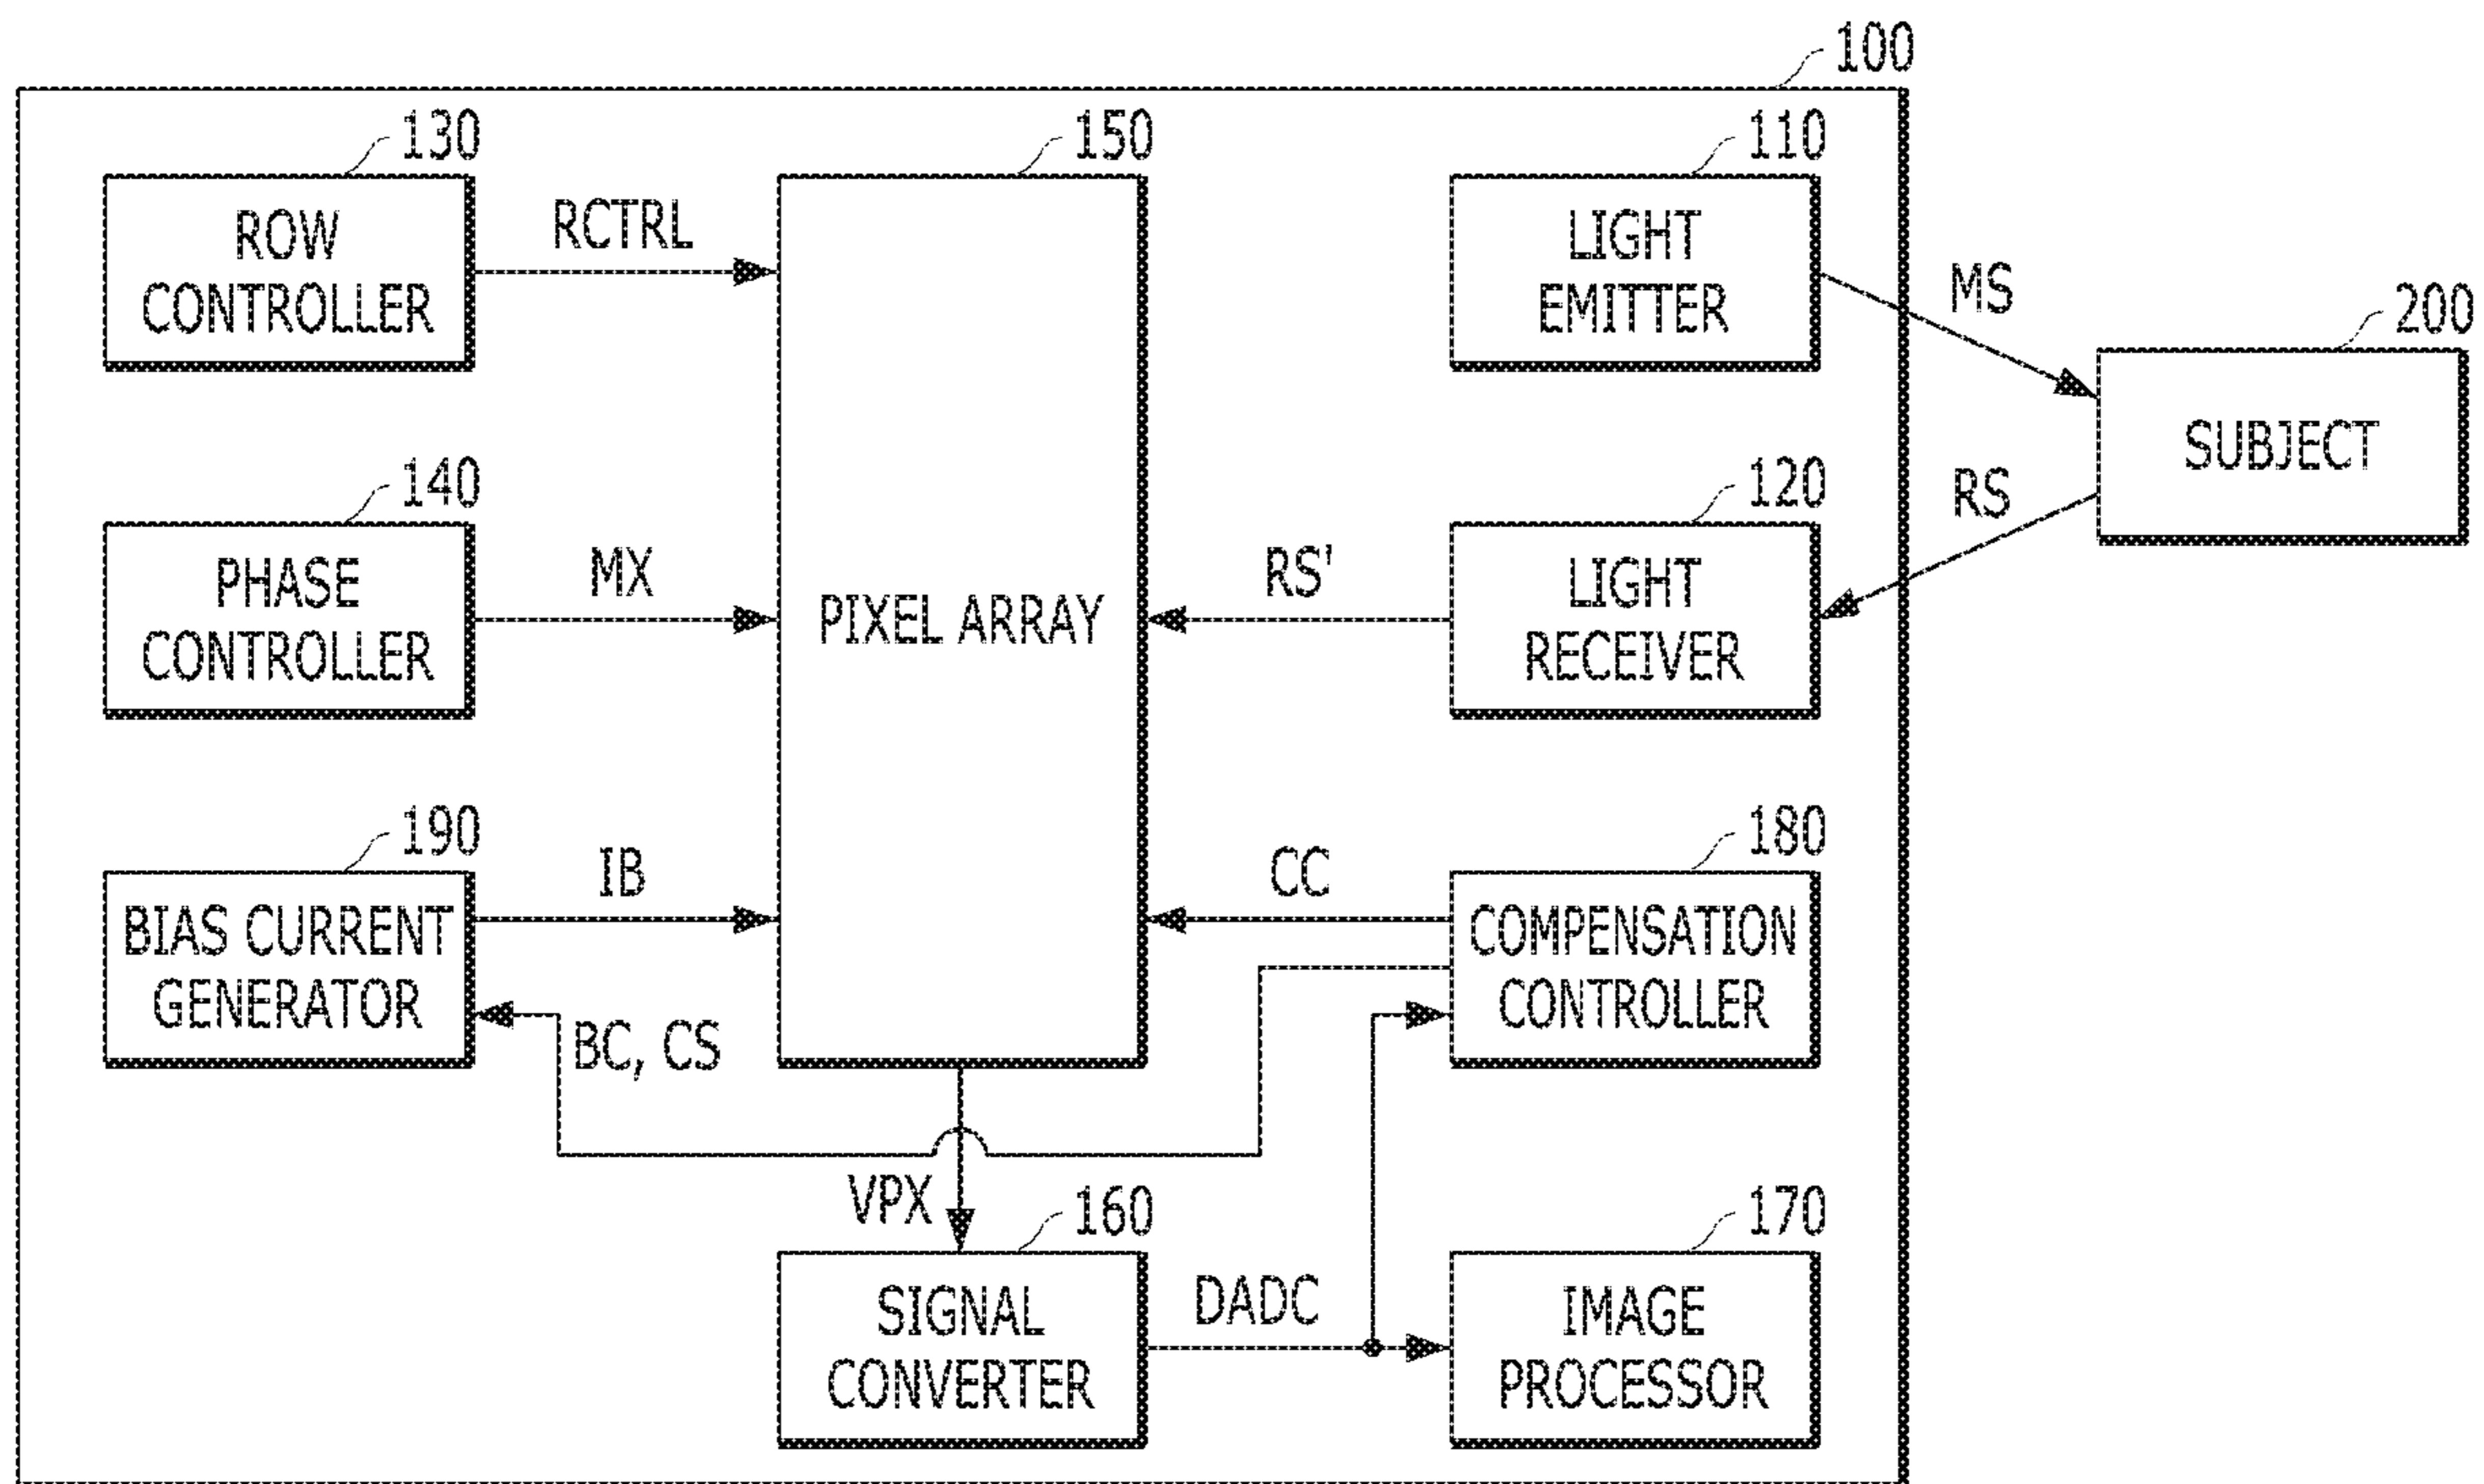 100
130
150
110
ROW
CONTROLLER
RCTRL
LIGHT
EMITTER
MS
200
SUBJECT
140
120
PHASE
CONTROLLER
MX
PIXEL ARRAY
RS'
LIGHT
RECEIVER
RS
190
180
BIAS CURRENT
GENERATOR
IB
CC
COMPENSATION
CONTROLLER
BC, CS
VPX
160
170
SIGNAL
CONVERTER
DADC
IMAGE
PROCESSOR